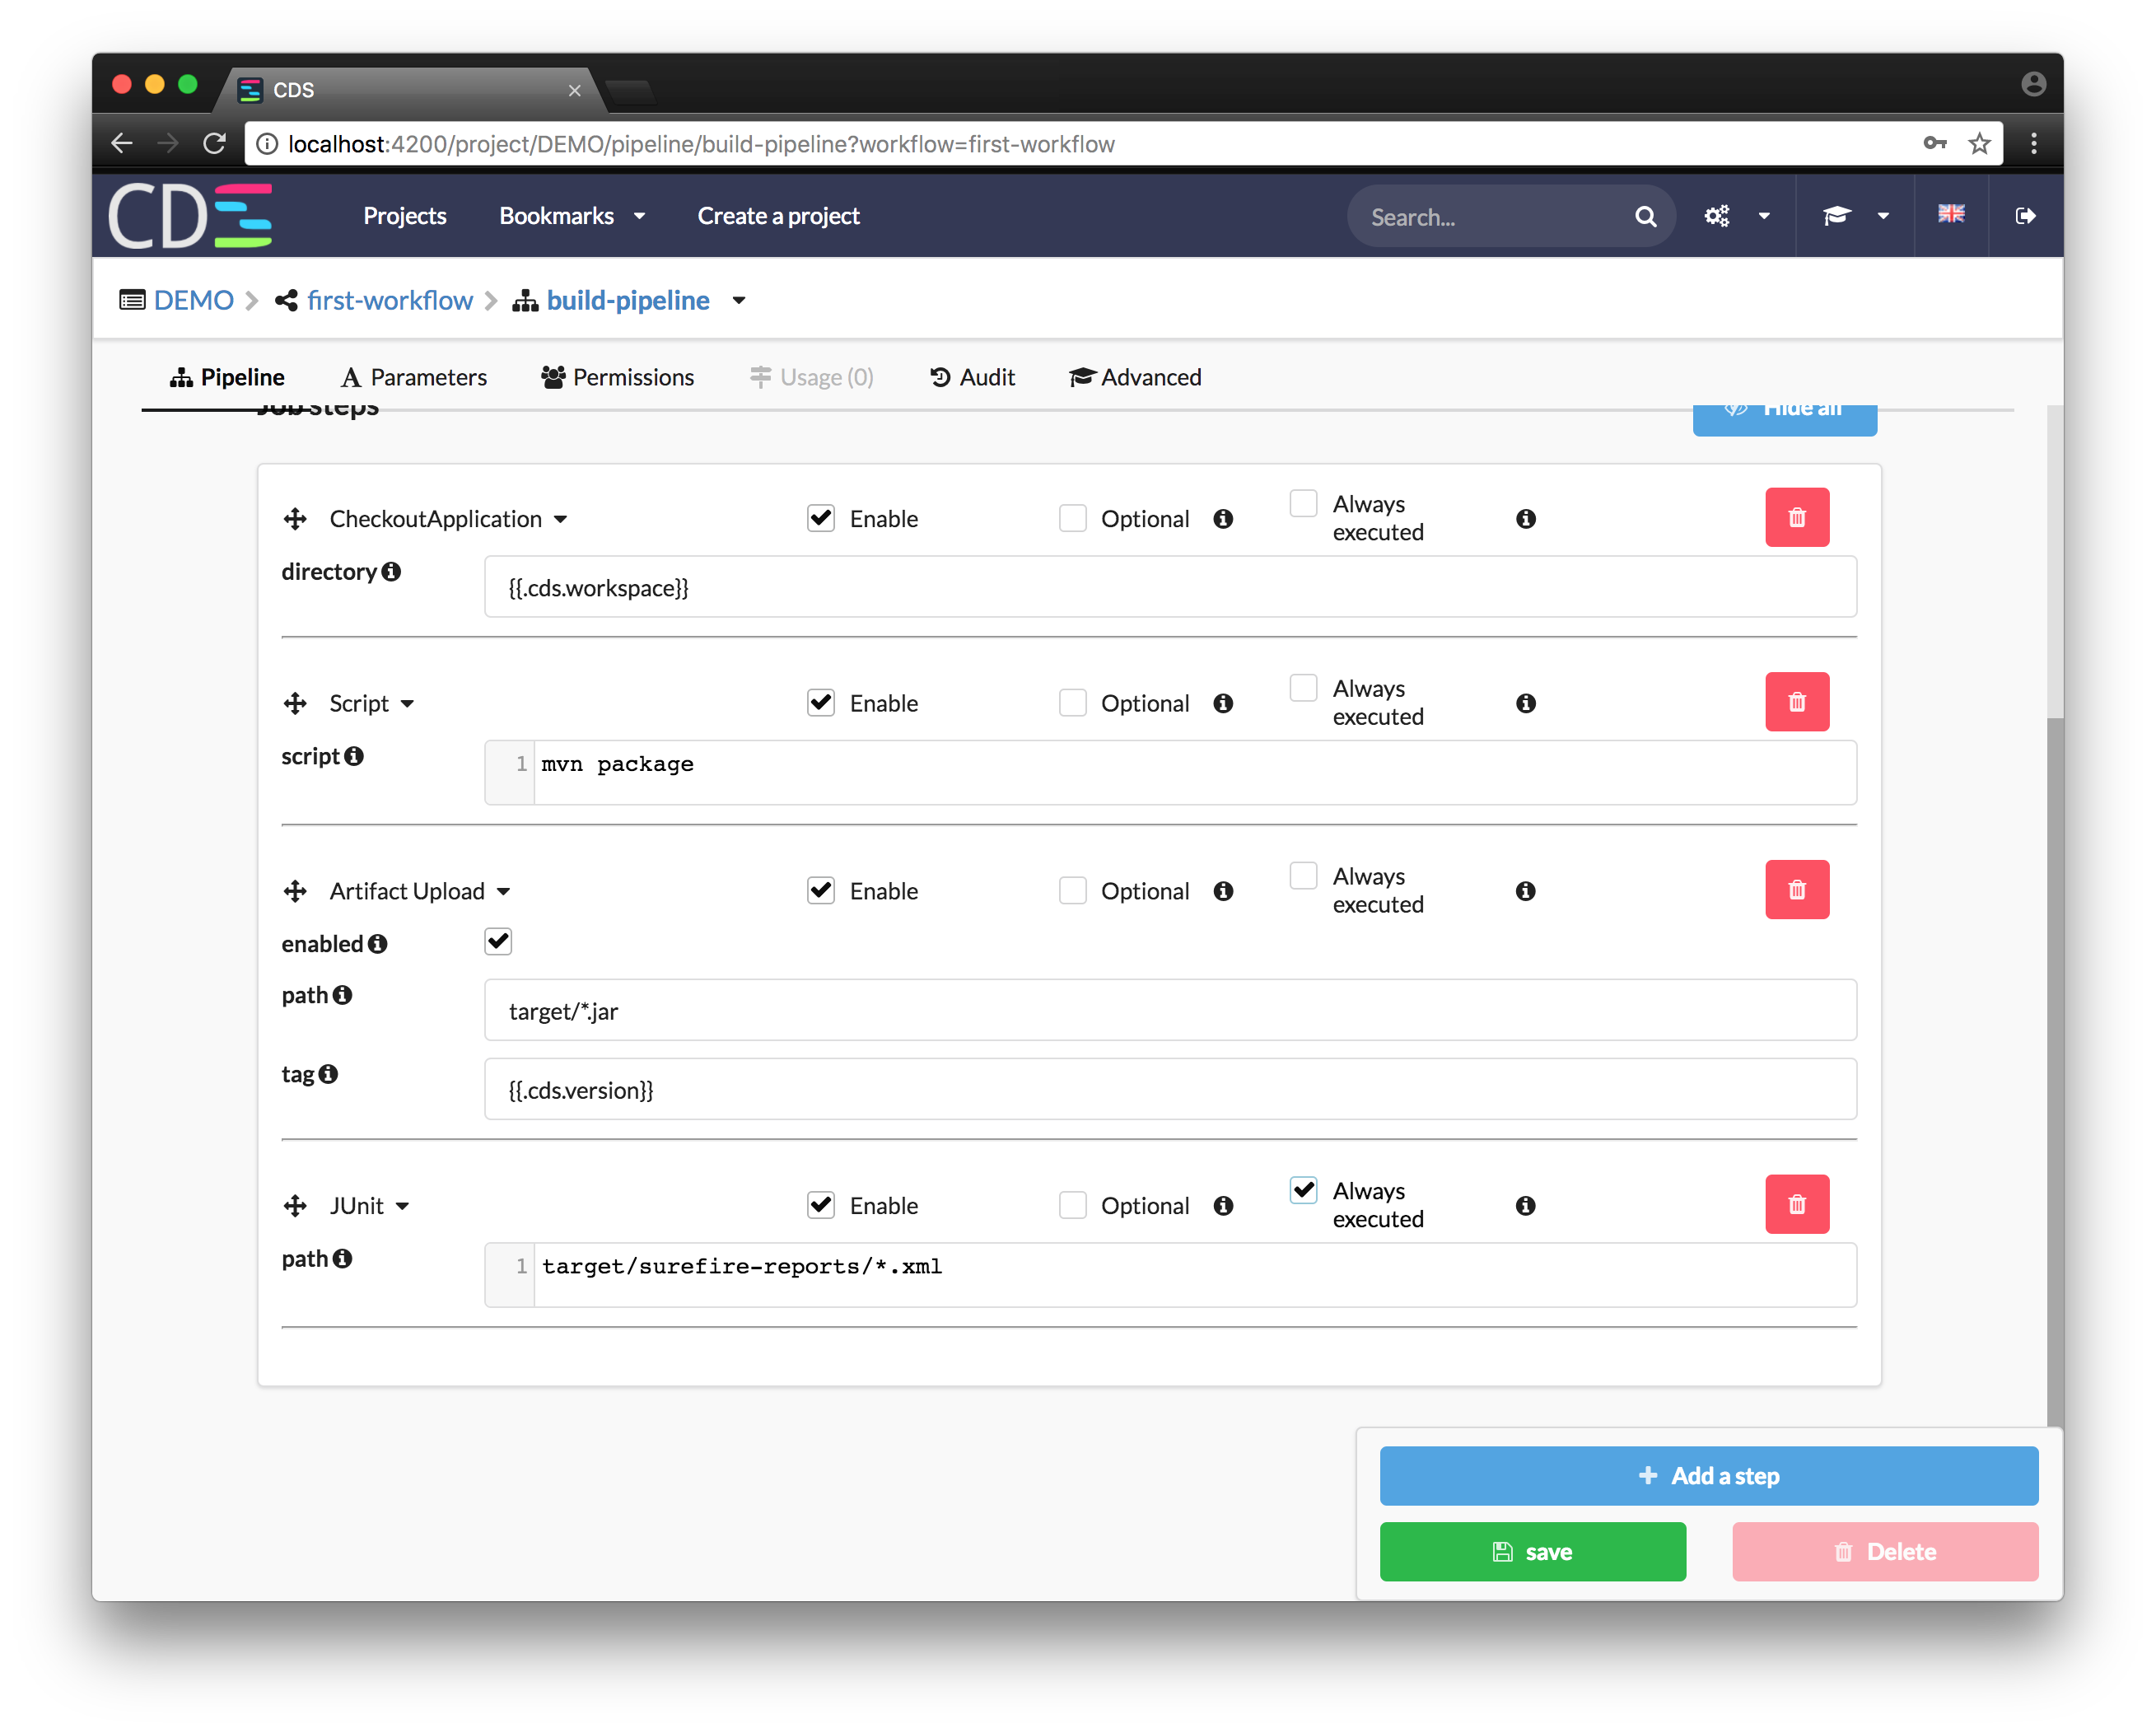 CDS
localhost:4200/project/DEMO/pipeline/build-pipeline?workflow=first-workflow
CDS Projects Bookmarks Create a project Search...
DEMO first-workflow build-pipeline
Pipeline Parameters Permissions Usage (0) Audit Advanced
Job steps Hide all
CheckoutApplication Enable Optional Always executed
directory {{.cds.workspace}}
Script Enable Optional Always executed
script 1 mvn package
Artifact Upload Enable Optional Always executed
enabled
path target/*.jar
tag {{.cds.version}}
JUnit Enable Optional Always executed
path 1 target/surefire-reports/*.xml
Add a step
save Delete